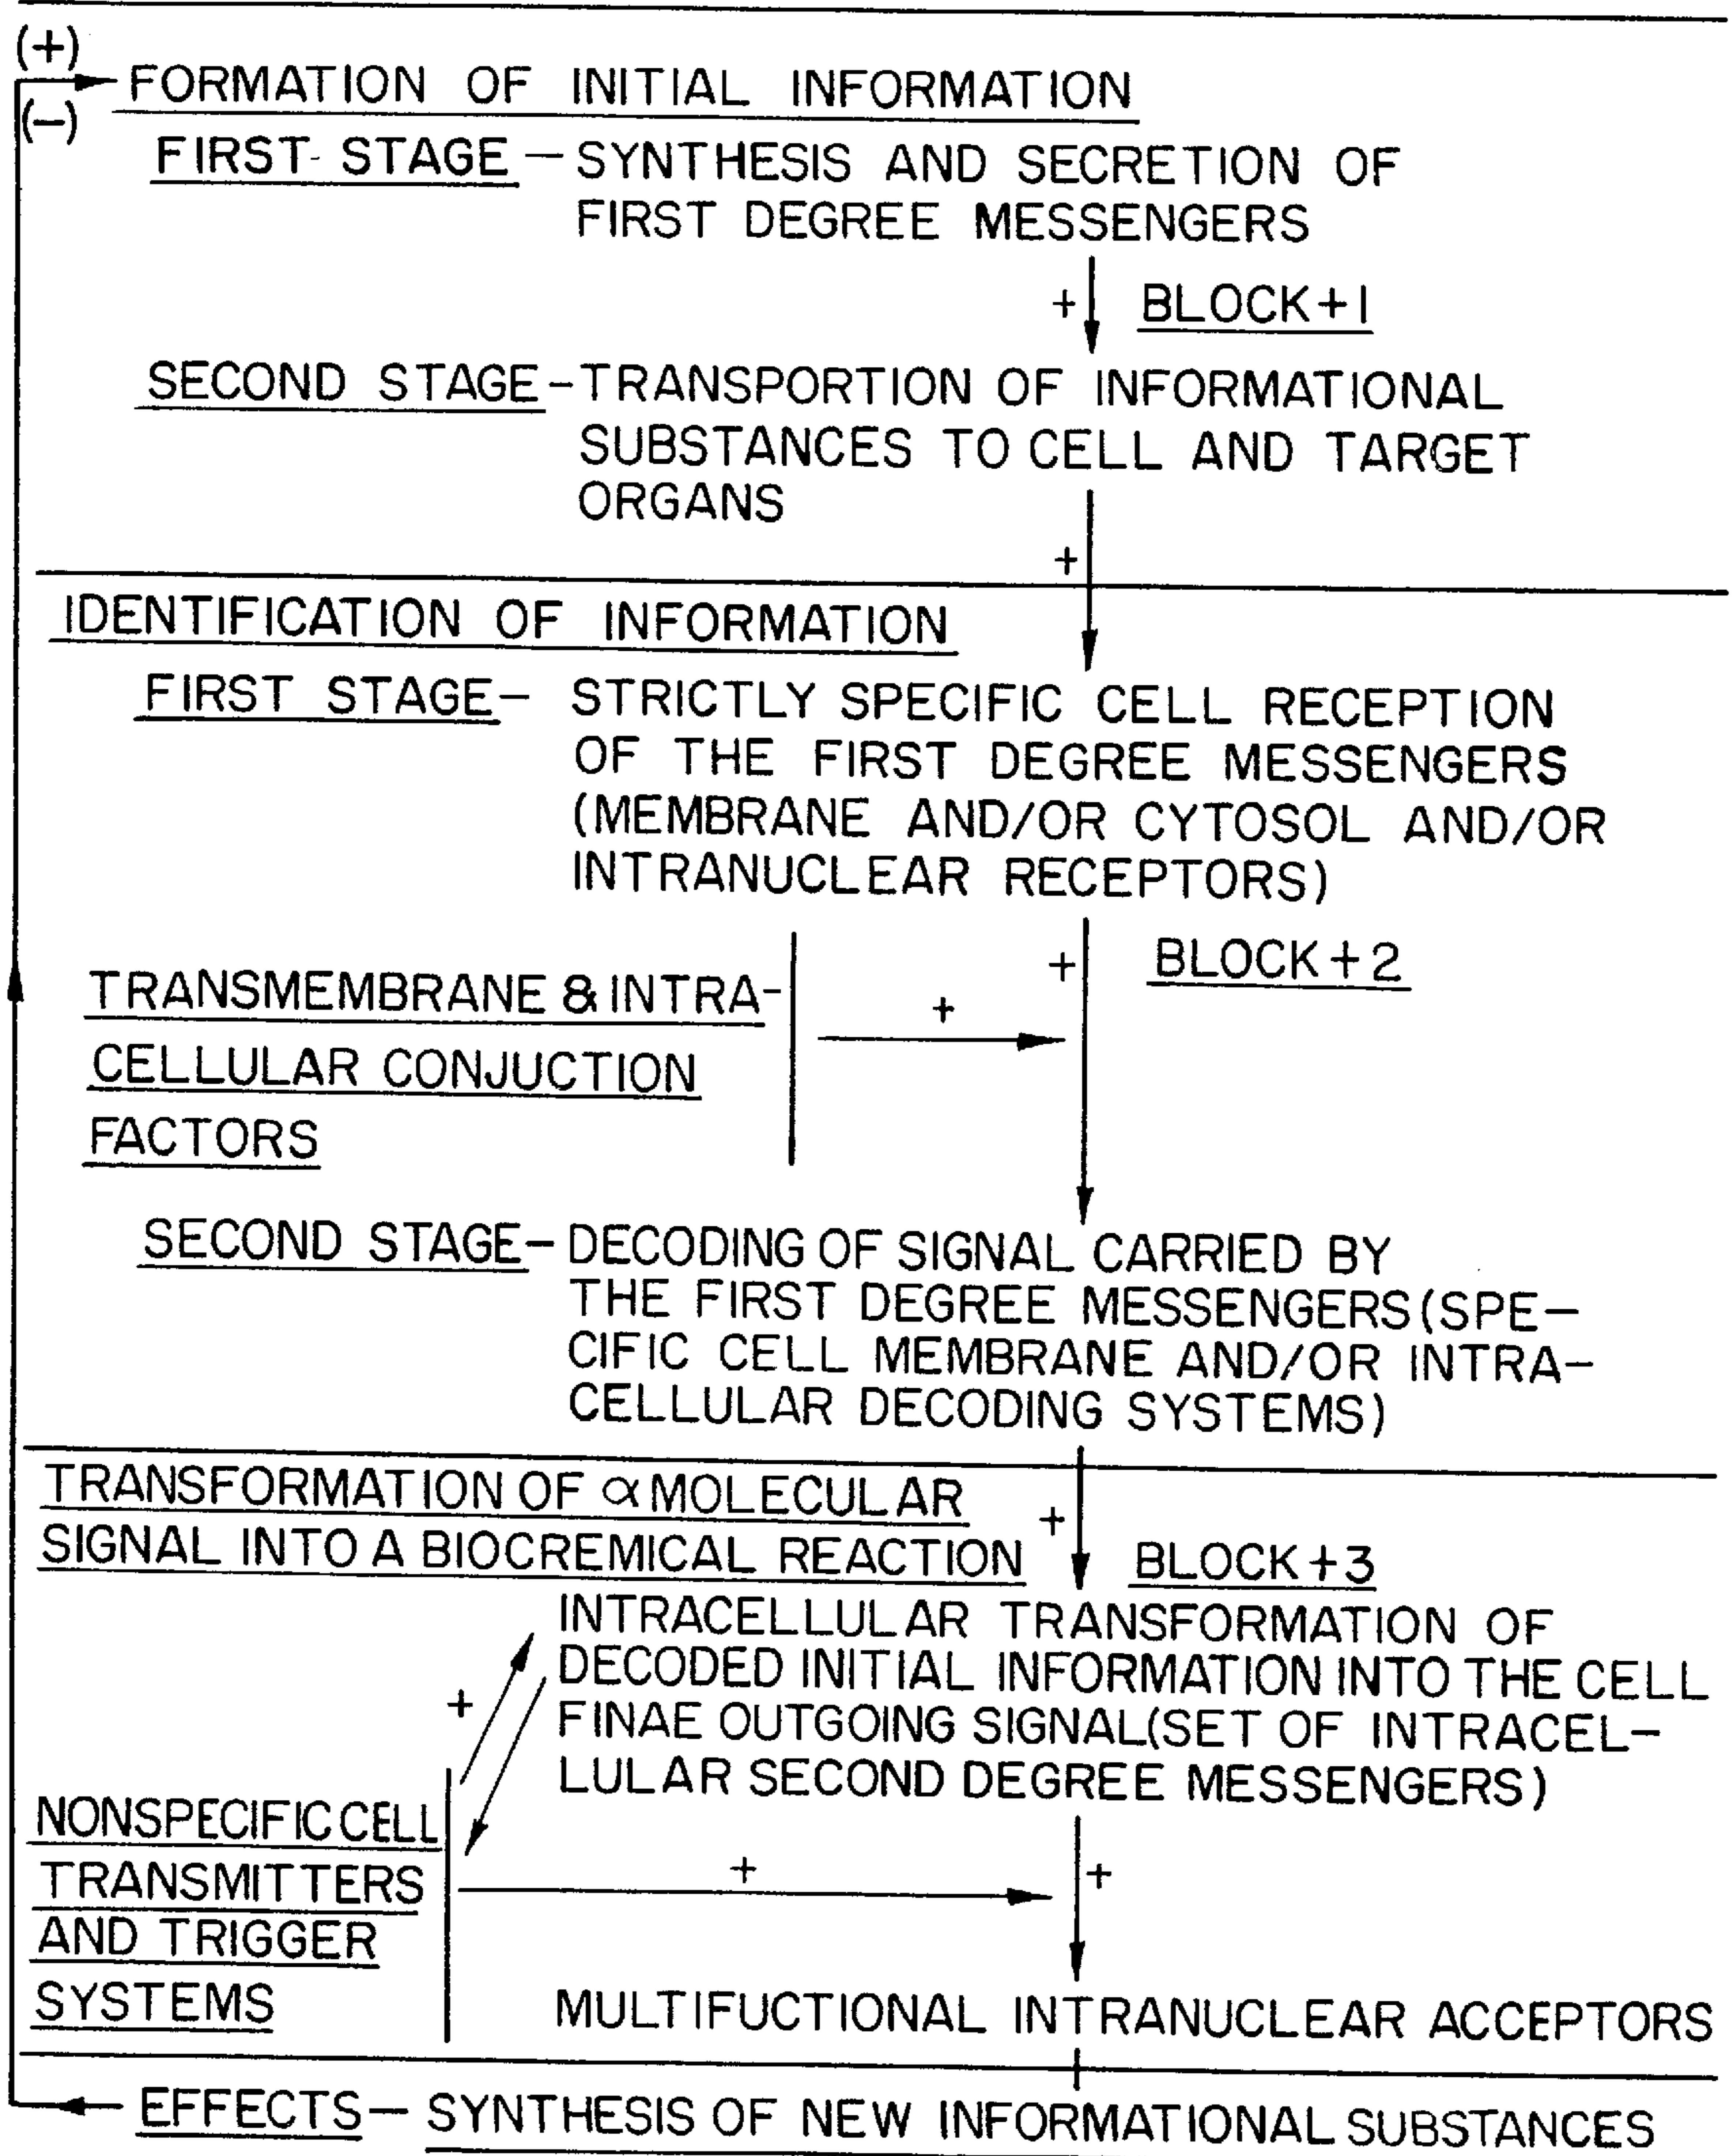 (+)
FORMATION OF INITIAL INFORMATION
(-)
FIRST STAGE — SYNTHESIS AND SECRETION OF
FIRST DEGREE MESSENGERS
+ BLOCK+1
SECOND STAGE-TRANSPORTION OF INFORMATIONAL
SUBSTANCES TO CELL AND TARGET
ORGANS
+
IDENTIFICATION OF INFORMATION
FIRST STAGE— STRICTLY SPECIFIC CELL RECEPTION
OF THE FIRST DEGREE MESSENGERS
(MEMBRANE AND/OR CYTOSOL AND/OR
INTRANUCLEAR RECEPTORS)
+ BLOCK+2
TRANSMEMBRANE & INTRA-
+
CELLULAR CONJUCTION
FACTORS
SECOND STAGE— DECODING OF SIGNAL CARRIED BY
THE FIRST DEGREE MESSENGERS (SPE-
CIFIC CELL MEMBRANE AND/OR INTRA-
CELLULAR DECODING SYSTEMS)
TRANSFORMATION OF α MOLECULAR
SIGNAL INTO A BIOCREMICAL REACTION
+ BLOCK+3
INTRACELLULAR TRANSFORMATION OF
DECODED INITIAL INFORMATION INTO THE CELL
FINAE OUTGOING SIGNAL(SET OF INTRACEL-
LULAR SECOND DEGREE MESSENGERS)
+
NONSPECIFIC CELL
TRANSMITTERS
AND TRIGGER
SYSTEMS
+ +
MULTIFUCTIONAL INTRANUCLEAR ACCEPTORS
EFFECTS— SYNTHESIS OF NEW INFORMATIONAL SUBSTANCES